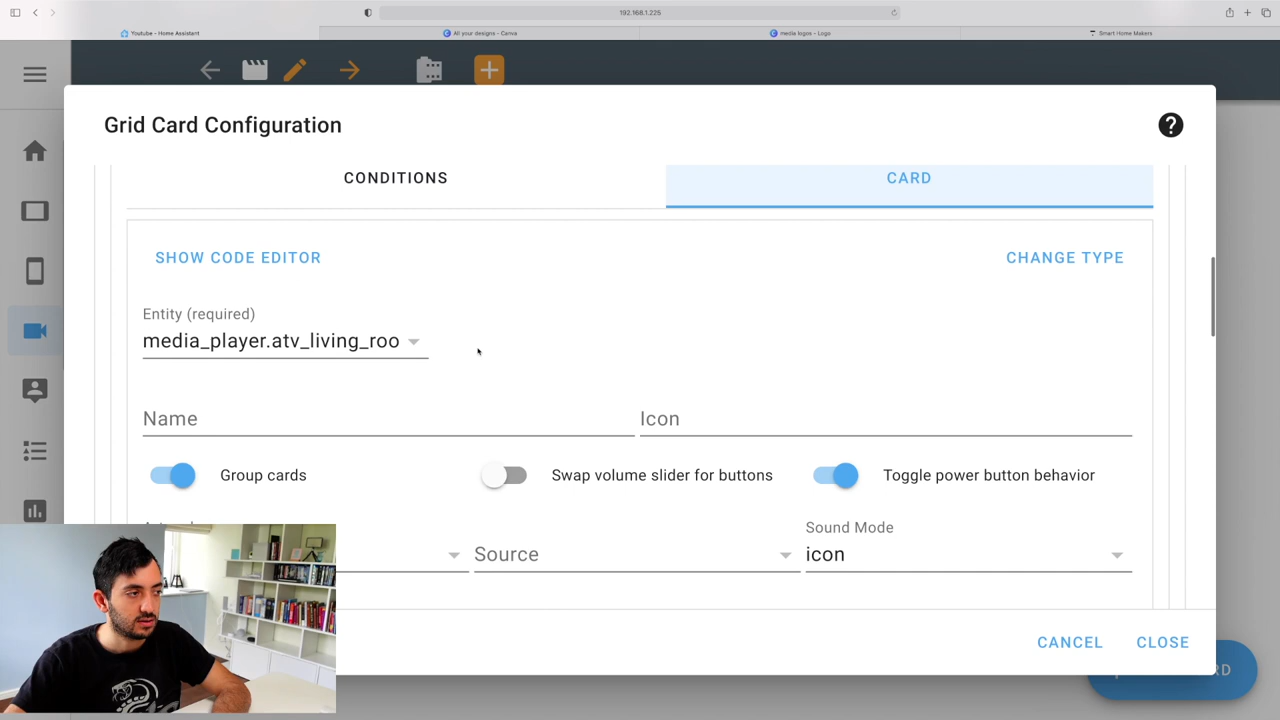 192.168.1.225
Youtube - Home Assistant
All your designs - Canva
media logos - Logo
Smart Home Makers
Grid Card Configuration
CONDITIONS
CARD
SHOW CODE EDITOR
CHANGE TYPE
Entity (required)
media_player.atv_living_roo
Name
Icon
Group cards
Swap volume slider for buttons
Toggle power button behavior
Sound Mode
Source
icon
CANCEL
CLOSE